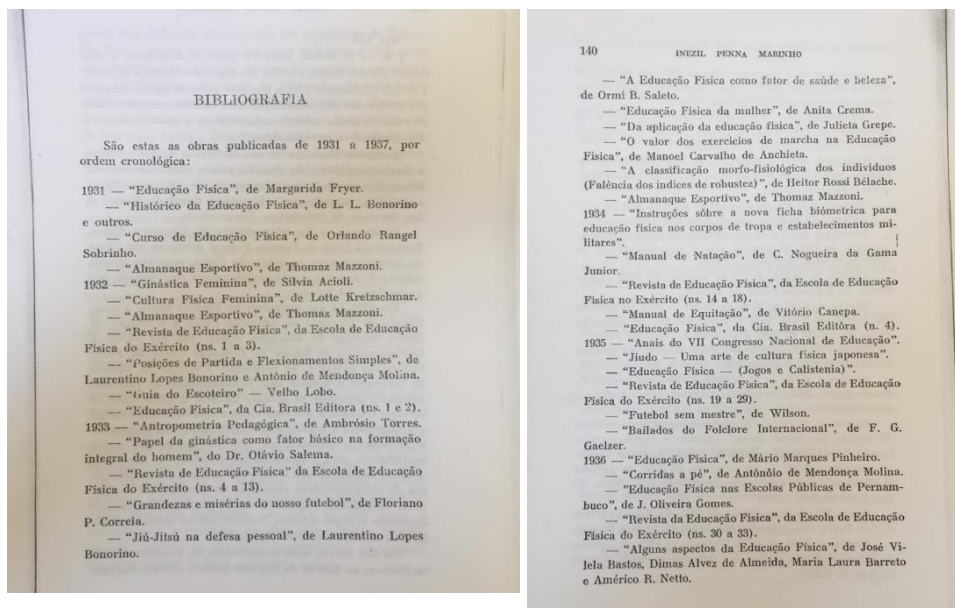 BIBLIOGRAFIA
São estas as obras publicadas de 1931 a 1937, por
ordem cronológica:
1931 — “Educação Física”, de Margarida Fryer.
— “Histórico da Educação Física”, de L. L. Bonorino
e outros.
— “Curso de Educação Física”, de Orlando Rangel
Sobrinho.
— “Almanaque Esportivo”, de Thomaz Mazzoni.
1932 — “Ginástica Feminina”, de Sílvia Acioli.
— “Cultura Física Feminina”, de Lotte Kretzschmar.
— “Almanaque Esportivo”, de Thomaz Mazzoni.
— “Revista de Educação Física”, da Escola de Educação
Física do Exército (ns. 1 a 3).
— “Posições de Partida e Flexionamentos Simples”, de
Laurentino Lopes Bonorino e Antônio de Mendonça Molina.
— “Guia do Escoteiro” — Velho Lobo.
— “Educação Física”, da Cia. Brasil Editora (ns. 1 e 2).
1933 — “Antropometria Pedagógica”, de Ambrósio Torres.
— “Papel da ginástica como fator básico na formação
integral do homem”, do Dr. Otávio Salema.
— “Revista de Educação Física” da Escola de Educação
Física do Exército (ns. 4 a 13).
— “Grandezas e misérias do nosso futebol”, de Floriano
P. Correia.
— “Jiú-Jitsú na defesa pessoal”, de Laurentino Lopes
Bonorino.
140 INEZIL PENNA MARINHO
— “A Educação Física como fator de saúde e beleza”,
de Ormi B. Saleto.
— “Educação Física da mulher”, de Anita Crema.
— “Da aplicação da educação física”, de Julieta Grepe.
— “O valor dos exercícios de marcha na Educação
Física”, de Manoel Carvalho de Anchieta.
— “A classificação morfo-fisiológica dos indivíduos
(Falência dos índices de robustez)”, de Heitor Rossi Bélache.
— “Almanaque Esportivo”, de Thomaz Mazzoni.
1934 — “Instruções sôbre a nova ficha biómetrica para
educação física nos corpos de tropa e estabelecimentos mi-
litares”.
— “Manual de Natação”, de C. Nogueira da Gama
Junior.
— “Revista de Educação Física”, da Escola de Educação
Física no Exército (ns. 14 a 18).
— “Manual de Equitação”, de Vitório Canepa.
— “Educação Física”, da Cia. Brasil Editôra (n. 4).
1935 — “Anais do VII Congresso Nacional de Educação”.
— “Jiudo — Uma arte de cultura física japonesa”.
— “Educação Física — (Jogos e Calistenia)”.
— “Revista de Educação Física”, da Escola de Educação
Física do Exército (ns. 19 a 29).
— “Futebol sem mestre”, de Wilson.
— “Bailados do Folclore Internacional”, de F. G.
Gaelzer.
1936 — “Educação Física”, de Mário Marques Pinheiro.
— “Corridas a pé”, de Antônôio de Mendonça Molina.
— “Educação Física nas Escolas Públicas de Pernam-
buco”, de J. Oliveira Gomes.
— “Revista da Educação Física”, da Escola de Educação
Física do Exército (ns. 30 a 33).
— “Alguns aspectos da Educação Física”, de José Vi-
lela Bastos, Dimas Alvez de Almeida, Maria Laura Barreto
e Américo R. Netto.